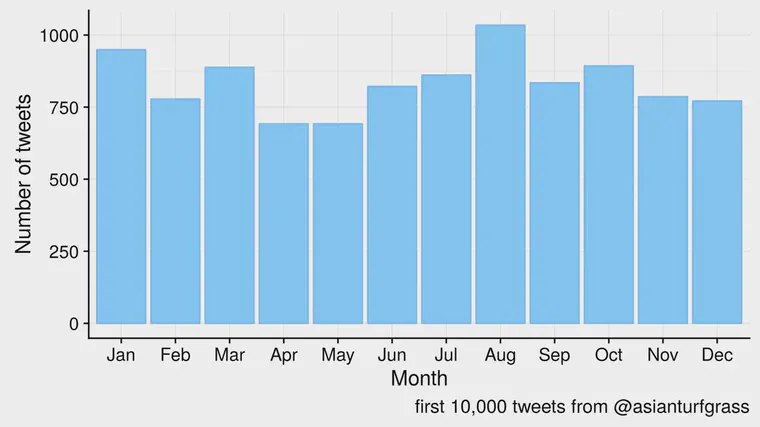 Number of tweets
1000
750
500
250
0
Jan Feb Mar Apr May Jun Jul Aug Sep Oct Nov Dec
Month
first 10,000 tweets from @asianturfgrass